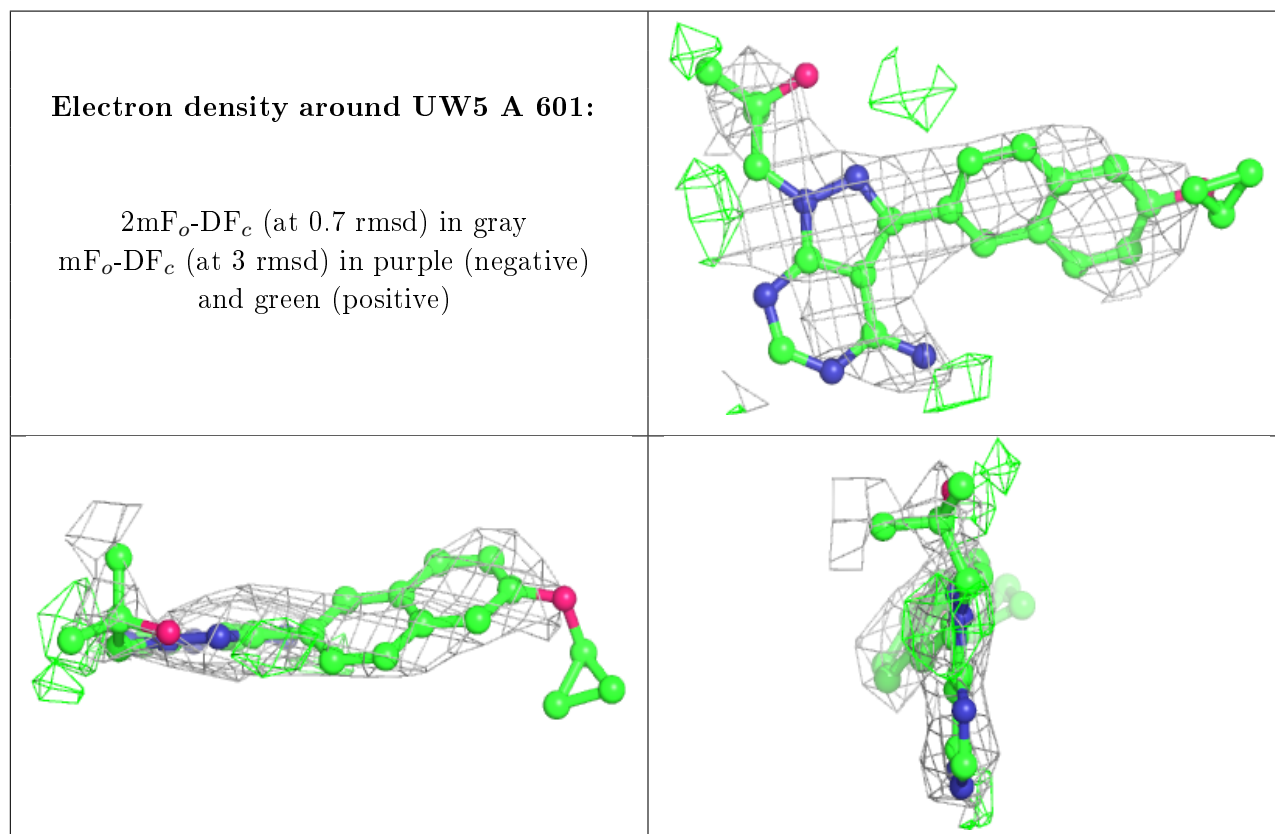 Electron density around UW5 A 601:
2mFo-DFc (at 0.7 rmsd) in gray
mFo-DFc (at 3 rmsd) in purple (negative)
and green (positive)